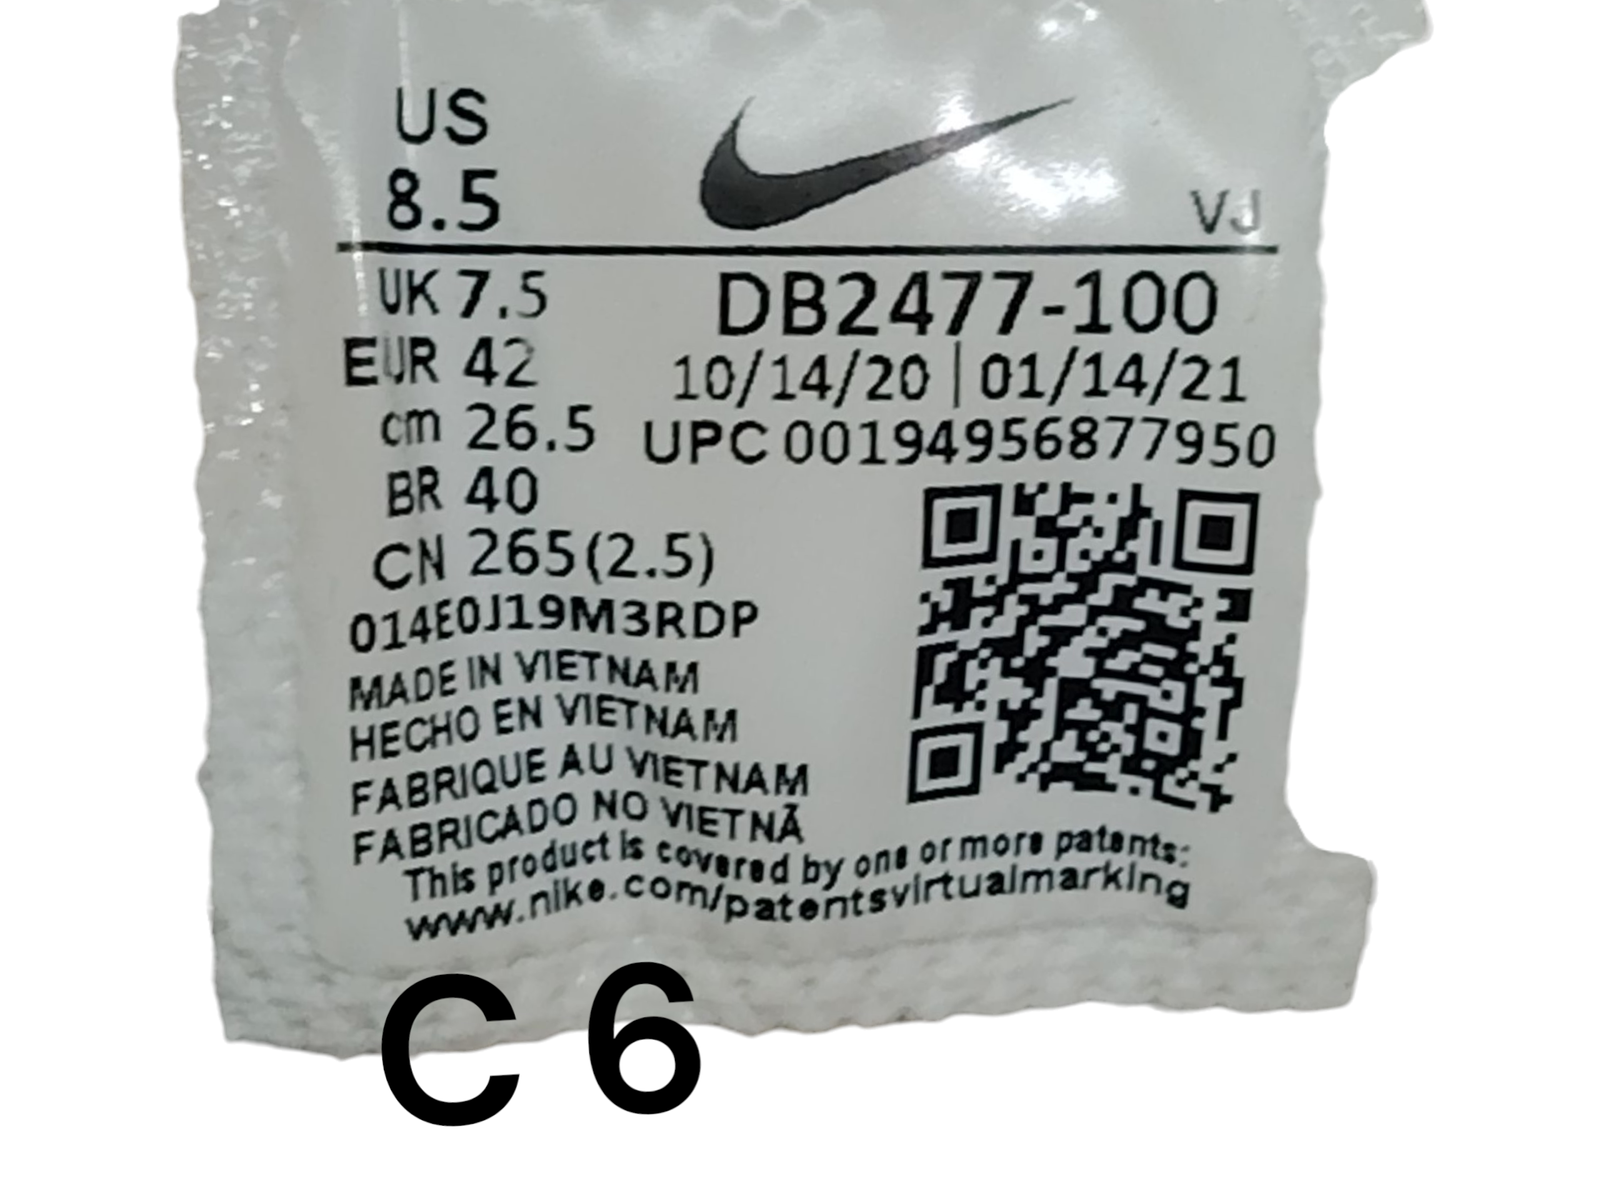 US
8.5
VJ
UK 7.5
DB2477-100
EUR 42
10/14/20 | 01/14/21
cm 26.5
UPC 00194956877950
BR 40
CN 265(2.5)
014E0J19M3RDP
MADE IN VIETNAM
HECHO EN VIETNAM
FABRIQUE AU VIETNAM
FABRICADO NO VIETNÃ
This product is covered by one or more patents:
www.nike.com/patentsvirtualmarking
C 6